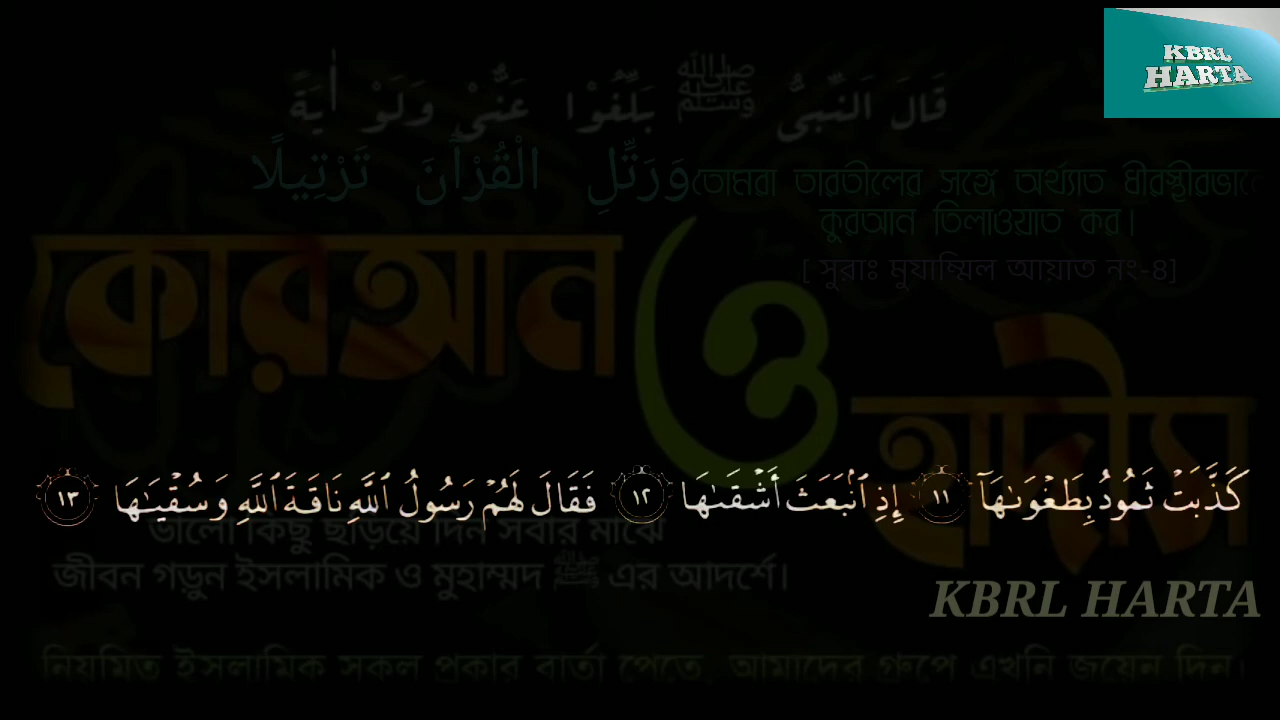 KBRL
HARTA
قَالَ النَّبِىُّ ﷺ بَلِّغُوْا عَنِّىْ وَلَوْ اٰيَةً
وَرَتِّلِ الْقُرْآنَ تَرْتِيلًا
তোমরা তারতীলের সঙ্গে অর্থ্যাত ধীরস্থীরভাবে
কুরআন তিলাওয়াত কর।
[ সুরাঃ মুযাম্মিল আয়াত নং-৪]
কোরআন ও হাদীস
كَذَّبَتْ ثَمُودُ بِطَغْوَىٰهَآ ١١ إِذِ ٱنۢبَعَثَ أَشْقَىٰهَا ١٢ فَقَالَ لَهُمْ رَسُولُ ٱللَّهِ نَاقَةَ ٱللَّهِ وَسُقْيَـٰهَا ١٣
ভালো কিছু ছড়িয়ে দিন সবার মাঝে
জীবন গড়ুন ইসলামিক ও মুহাম্মদ ﷺ এর আদর্শে।
KBRL HARTA
নিয়মিত ইসলামিক সকল প্রকার বার্তা পেতে, আমাদের গ্রুপে এখনি জয়েন দিন।